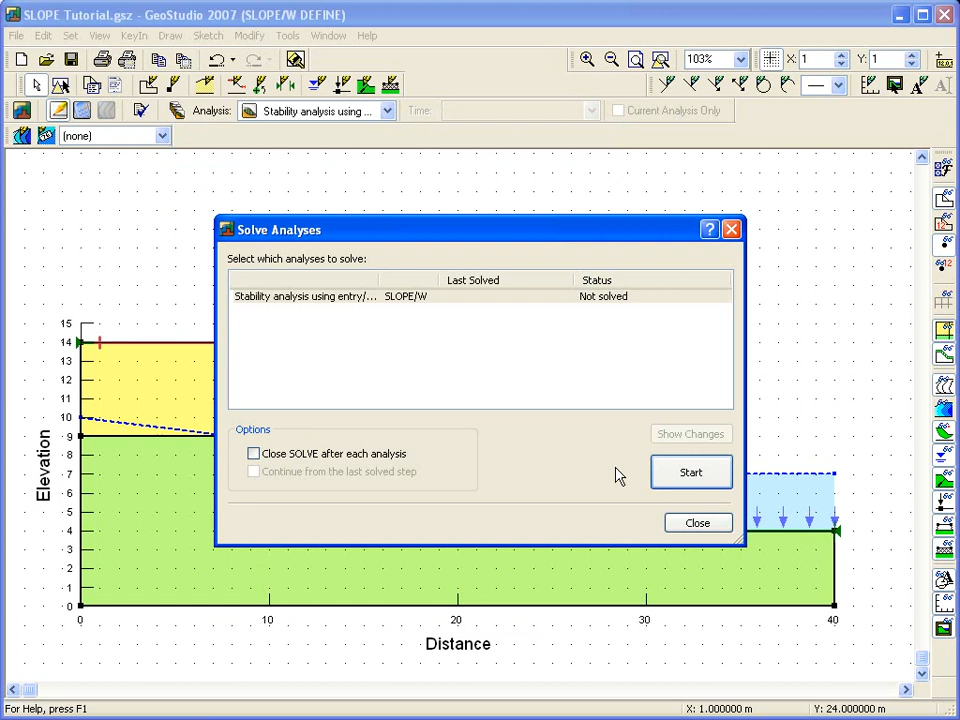 SLOPE Tutorial.gsz - GeoStudio 2007 (SLOPE/W DEFINE)
File Edit Set View KeyIn Draw Sketch Modify Tools Window Help
103% X: 1 Y: 1
Analysis: Stability analysis using ... Time: Current Analysis Only
(none)
Solve Analyses
Select which analyses to solve:
Last Solved Status
Stability analysis using entry/... SLOPE/W Not solved
Options
Close SOLVE after each analysis
Continue from the last solved step
Show Changes
Start
Close
15
14
13
12
11
10
9
8
7
6
5
4
3
2
1
0
Elevation
0 10 20 30 40
Distance
For Help, press F1 X: 1.000000 m Y: 24.000000 m